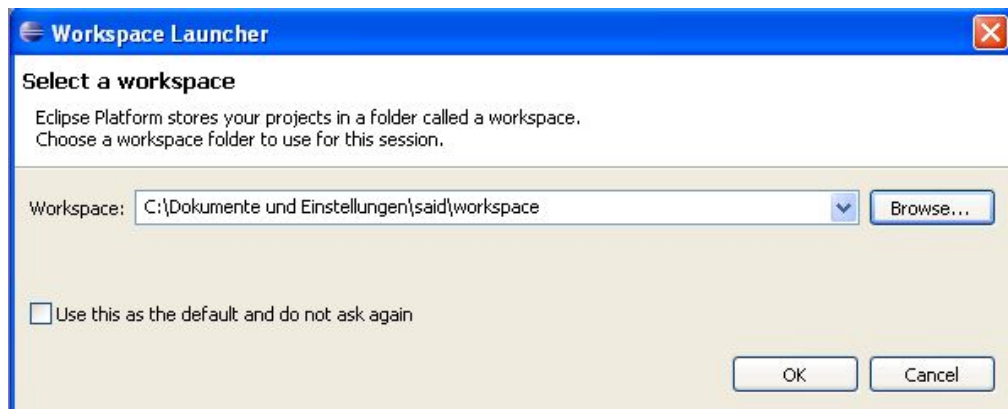 Workspace Launcher
Select a workspace
Eclipse Platform stores your projects in a folder called a workspace.
Choose a workspace folder to use for this session.
Workspace: C:\Dokumente und Einstellungen\said\workspace Browse...
Use this as the default and do not ask again
OK Cancel